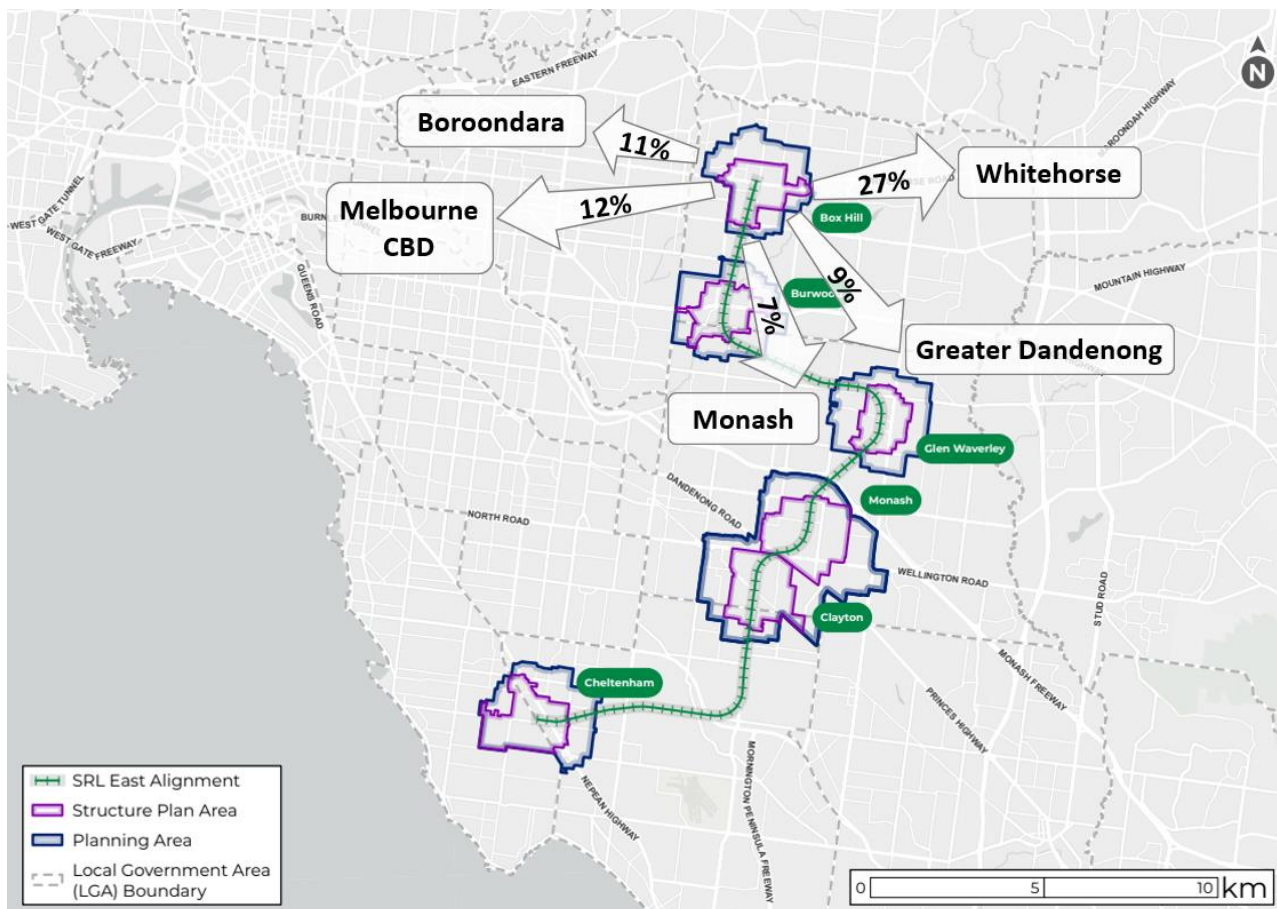 EASTERN FREEWAY
MAROONDAH HIGHWAY
N
Boroondara
11%
27%
Whitehorse
Melbourne
CBD
12%
Box Hill
WEST GATE TUNNEL
WEST GATE FREEWAY
QUEENS ROAD
MOUNTAIN HIGHWAY
7%
9%
Greater Dandenong
Monash
Glen Waverley
Monash
DANDENONG ROAD
NORTH ROAD
WELLINGTON ROAD
STUD ROAD
Clayton
MONASH FREEWAY
Cheltenham
PRINCES HIGHWAY
NEPEAN HIGHWAY
MORNINGTON PENINSULA FREEWAY
SRL East Alignment
Structure Plan Area
Planning Area
Local Government Area
(LGA) Boundary
0 5 10 km